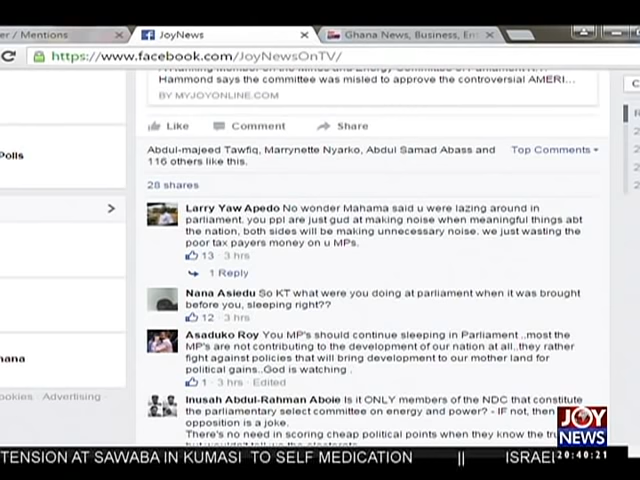 er / Mentions
JoyNews
Ghana News, Business, En
https://www.facebook.com/JoyNewsOnTV/
Hammond says the committee was misled to approve the controversial AMERI...
BY MYJOYONLINE.COM
Like Comment Share
Polls
Abdul-majeed Tawfiq, Marrynette Nyarko, Abdul Samad Abass and
116 others like this.
Top Comments
28 shares
Larry Yaw Apedo No wonder Mahama said u were lazing around in
parliament. you ppl are just gud at making noise when meaningful things abt
the nation, both sides will be making unnecessary noise. we just wasting the
poor tax payers money on u MPs.
13 · 3 hrs
1 Reply
Nana Asiedu So KT what were you doing at parliament when it was brought
before you, sleeping right??
12 · 3 hrs
Asaduko Roy You MP's should continue sleeping in Parliament ..most the
MP's are not contributing to the development of our nation at all..they rather
fight against policies that will bring development to our mother land for
political gains..God is watching .
1 · 3 hrs · Edited
hana
ookies · Advertising ·
Inusah Abdul-Rahman Aboie Is it ONLY members of the NDC that constitute
the parliamentary select committee on energy and power? - IF not, then
opposition is a joke.
There's no need in scoring cheap political points when they know the tru
JOY
NEWS
20:40:21
TENSION AT SAWABA IN KUMASI TO SELF MEDICATION || ISRAEL